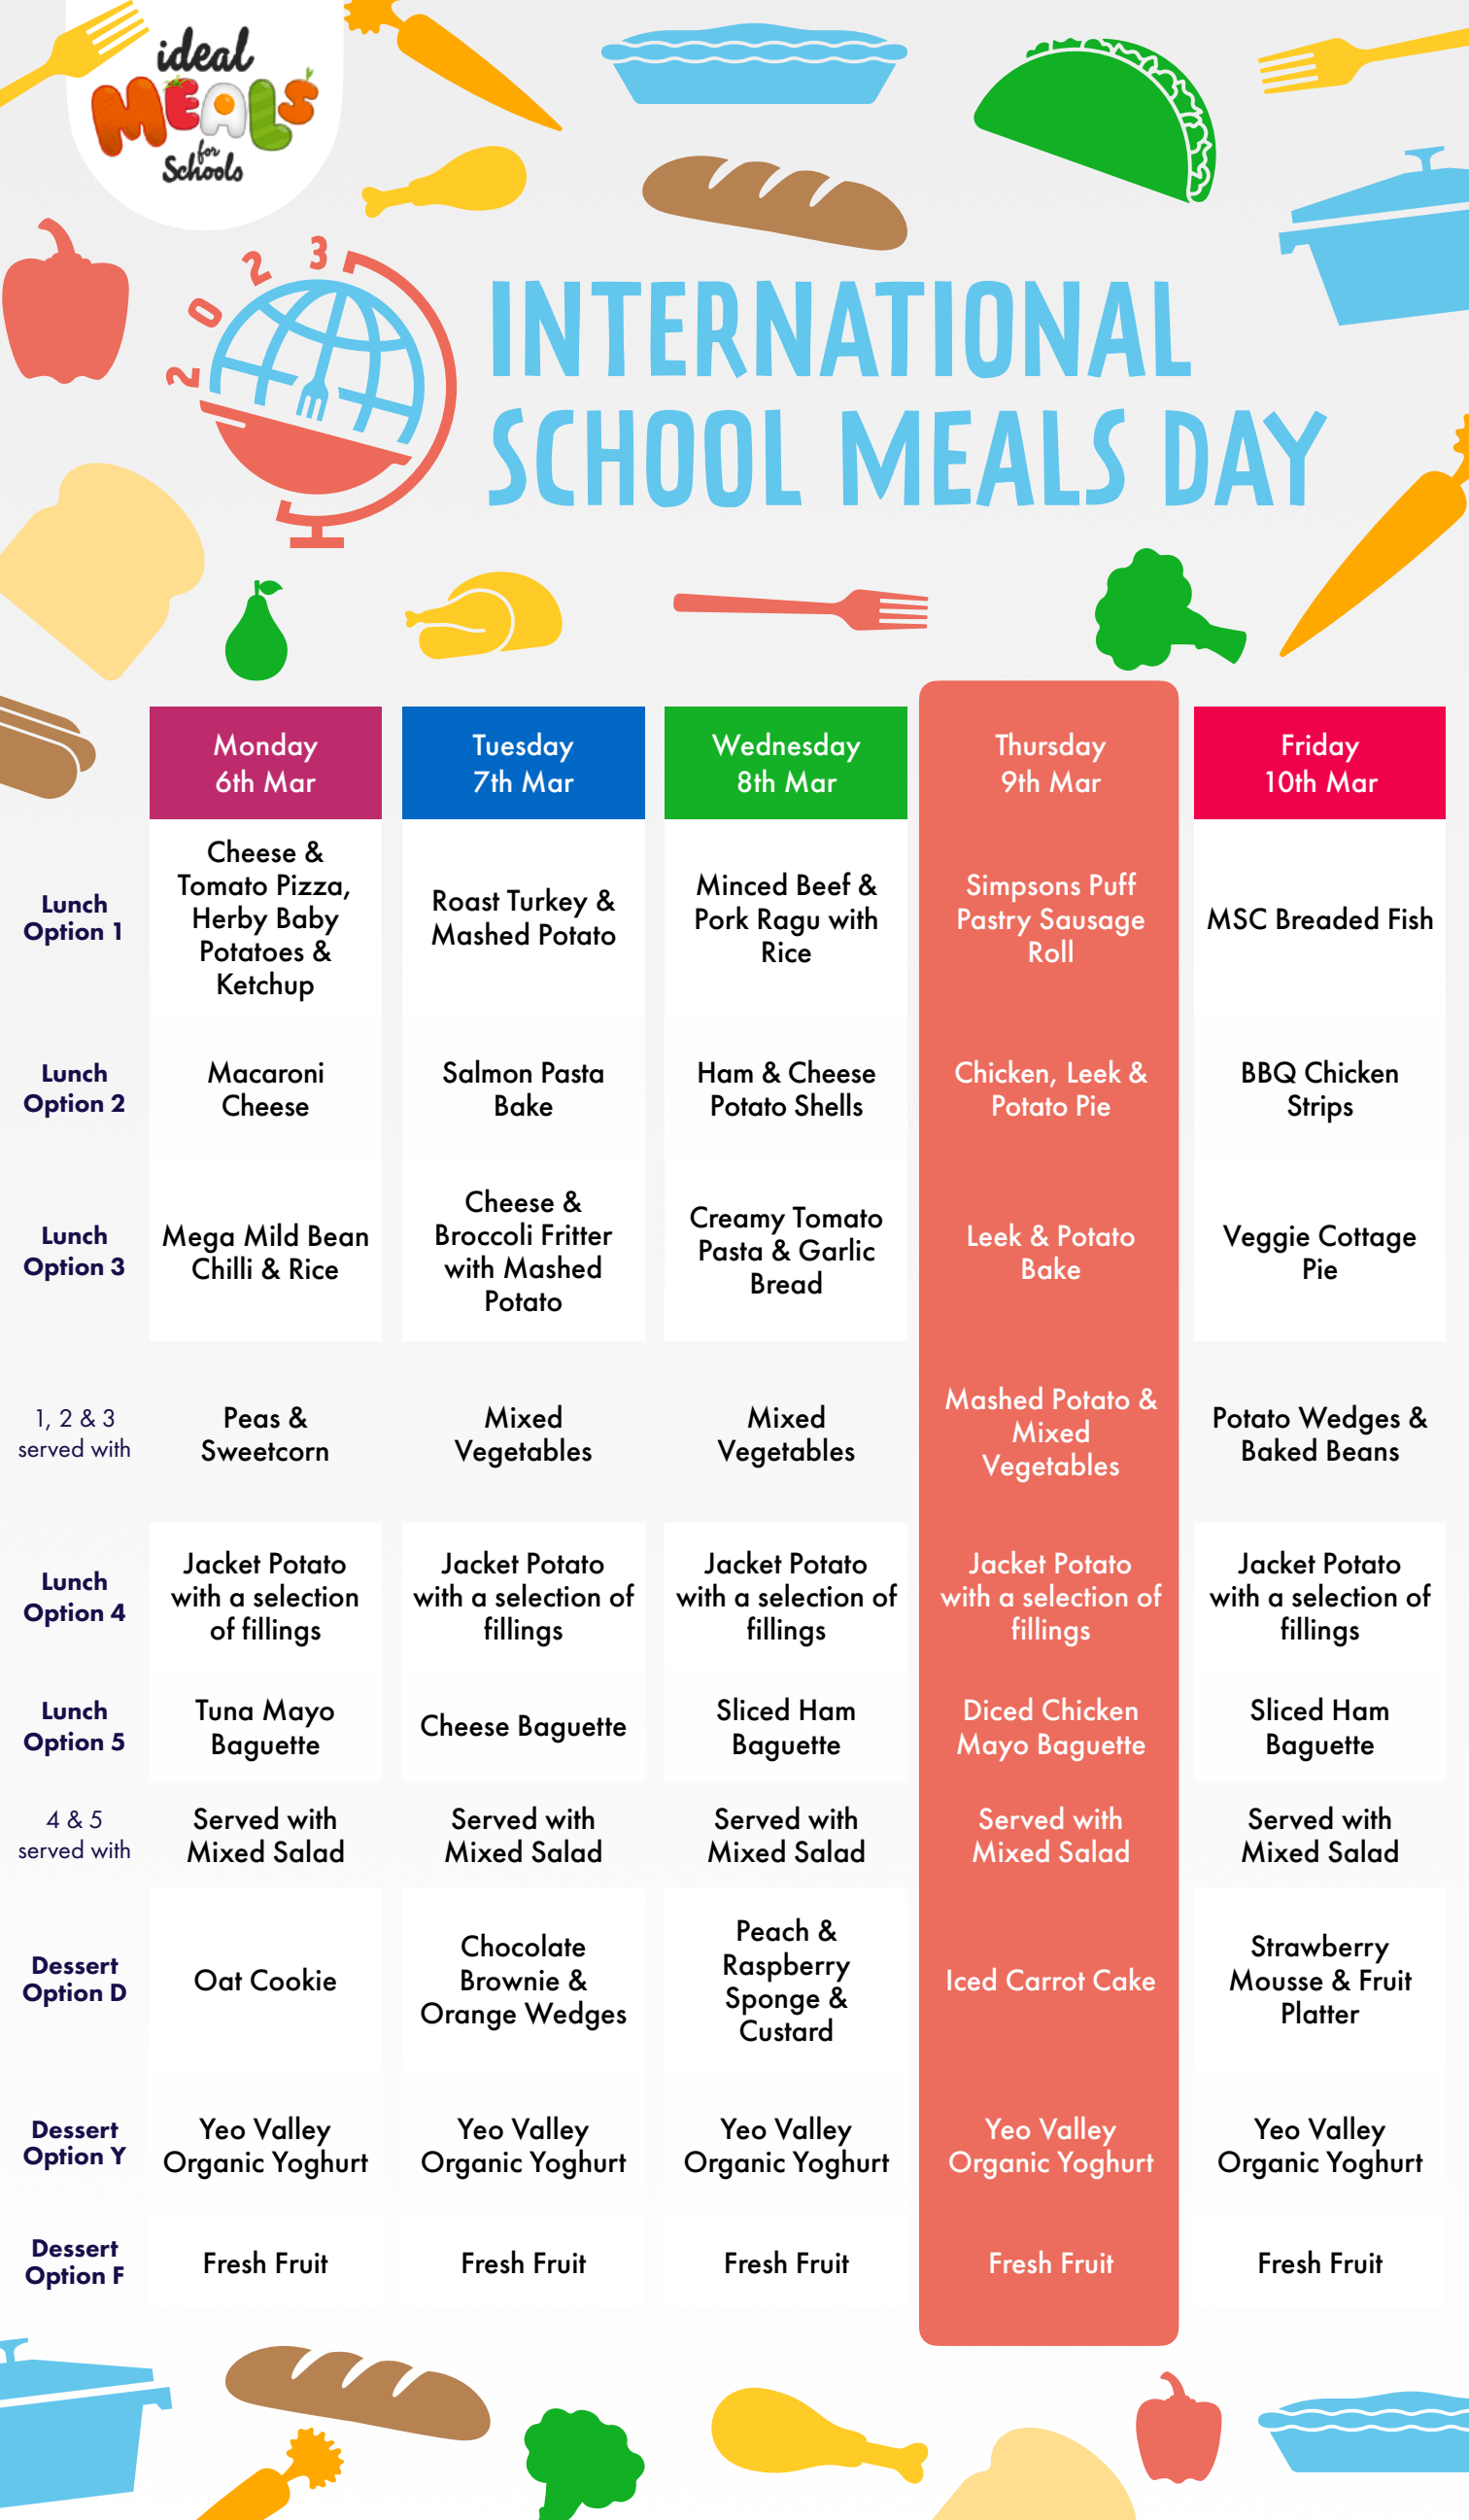 ideal
MEALS
for
Schools
2023
INTERNATIONAL
SCHOOL MEALS DAY
Monday
6th Mar
Tuesday
7th Mar
Wednesday
8th Mar
Thursday
9th Mar
Friday
10th Mar
Lunch
Option 1
Cheese &
Tomato Pizza,
Herby Baby
Potatoes &
Ketchup
Roast Turkey &
Mashed Potato
Minced Beef &
Pork Ragu with
Rice
Simpsons Puff
Pastry Sausage
Roll
MSC Breaded Fish
Lunch
Option 2
Macaroni
Cheese
Salmon Pasta
Bake
Ham & Cheese
Potato Shells
Chicken, Leek &
Potato Pie
BBQ Chicken
Strips
Lunch
Option 3
Mega Mild Bean
Chilli & Rice
Cheese &
Broccoli Fritter
with Mashed
Potato
Creamy Tomato
Pasta & Garlic
Bread
Leek & Potato
Bake
Veggie Cottage
Pie
1, 2 & 3
served with
Peas &
Sweetcorn
Mixed
Vegetables
Mixed
Vegetables
Mashed Potato &
Mixed
Vegetables
Potato Wedges &
Baked Beans
Lunch
Option 4
Jacket Potato
with a selection
of fillings
Jacket Potato
with a selection of
fillings
Jacket Potato
with a selection of
fillings
Jacket Potato
with a selection of
fillings
Jacket Potato
with a selection of
fillings
Lunch
Option 5
Tuna Mayo
Baguette
Cheese Baguette
Sliced Ham
Baguette
Diced Chicken
Mayo Baguette
Sliced Ham
Baguette
4 & 5
served with
Served with
Mixed Salad
Served with
Mixed Salad
Served with
Mixed Salad
Served with
Mixed Salad
Served with
Mixed Salad
Dessert
Option D
Oat Cookie
Chocolate
Brownie &
Orange Wedges
Peach &
Raspberry
Sponge &
Custard
Iced Carrot Cake
Strawberry
Mousse & Fruit
Platter
Dessert
Option Y
Yeo Valley
Organic Yoghurt
Yeo Valley
Organic Yoghurt
Yeo Valley
Organic Yoghurt
Yeo Valley
Organic Yoghurt
Yeo Valley
Organic Yoghurt
Dessert
Option F
Fresh Fruit
Fresh Fruit
Fresh Fruit
Fresh Fruit
Fresh Fruit